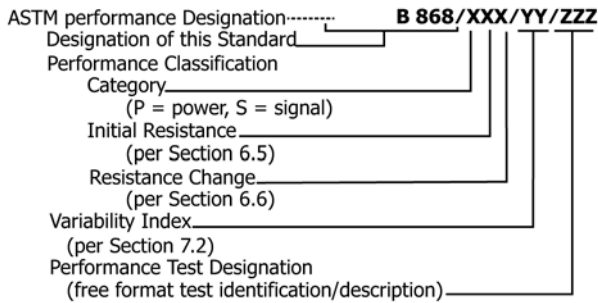 ASTM performance Designation B 868/XXX/YY/ZZZ
Designation of this Standard
Performance Classification
Category
(P = power, S = signal)
Initial Resistance
(per Section 6.5)
Resistance Change
(per Section 6.6)
Variability Index
(per Section 7.2)
Performance Test Designation
(free format test identification/description)